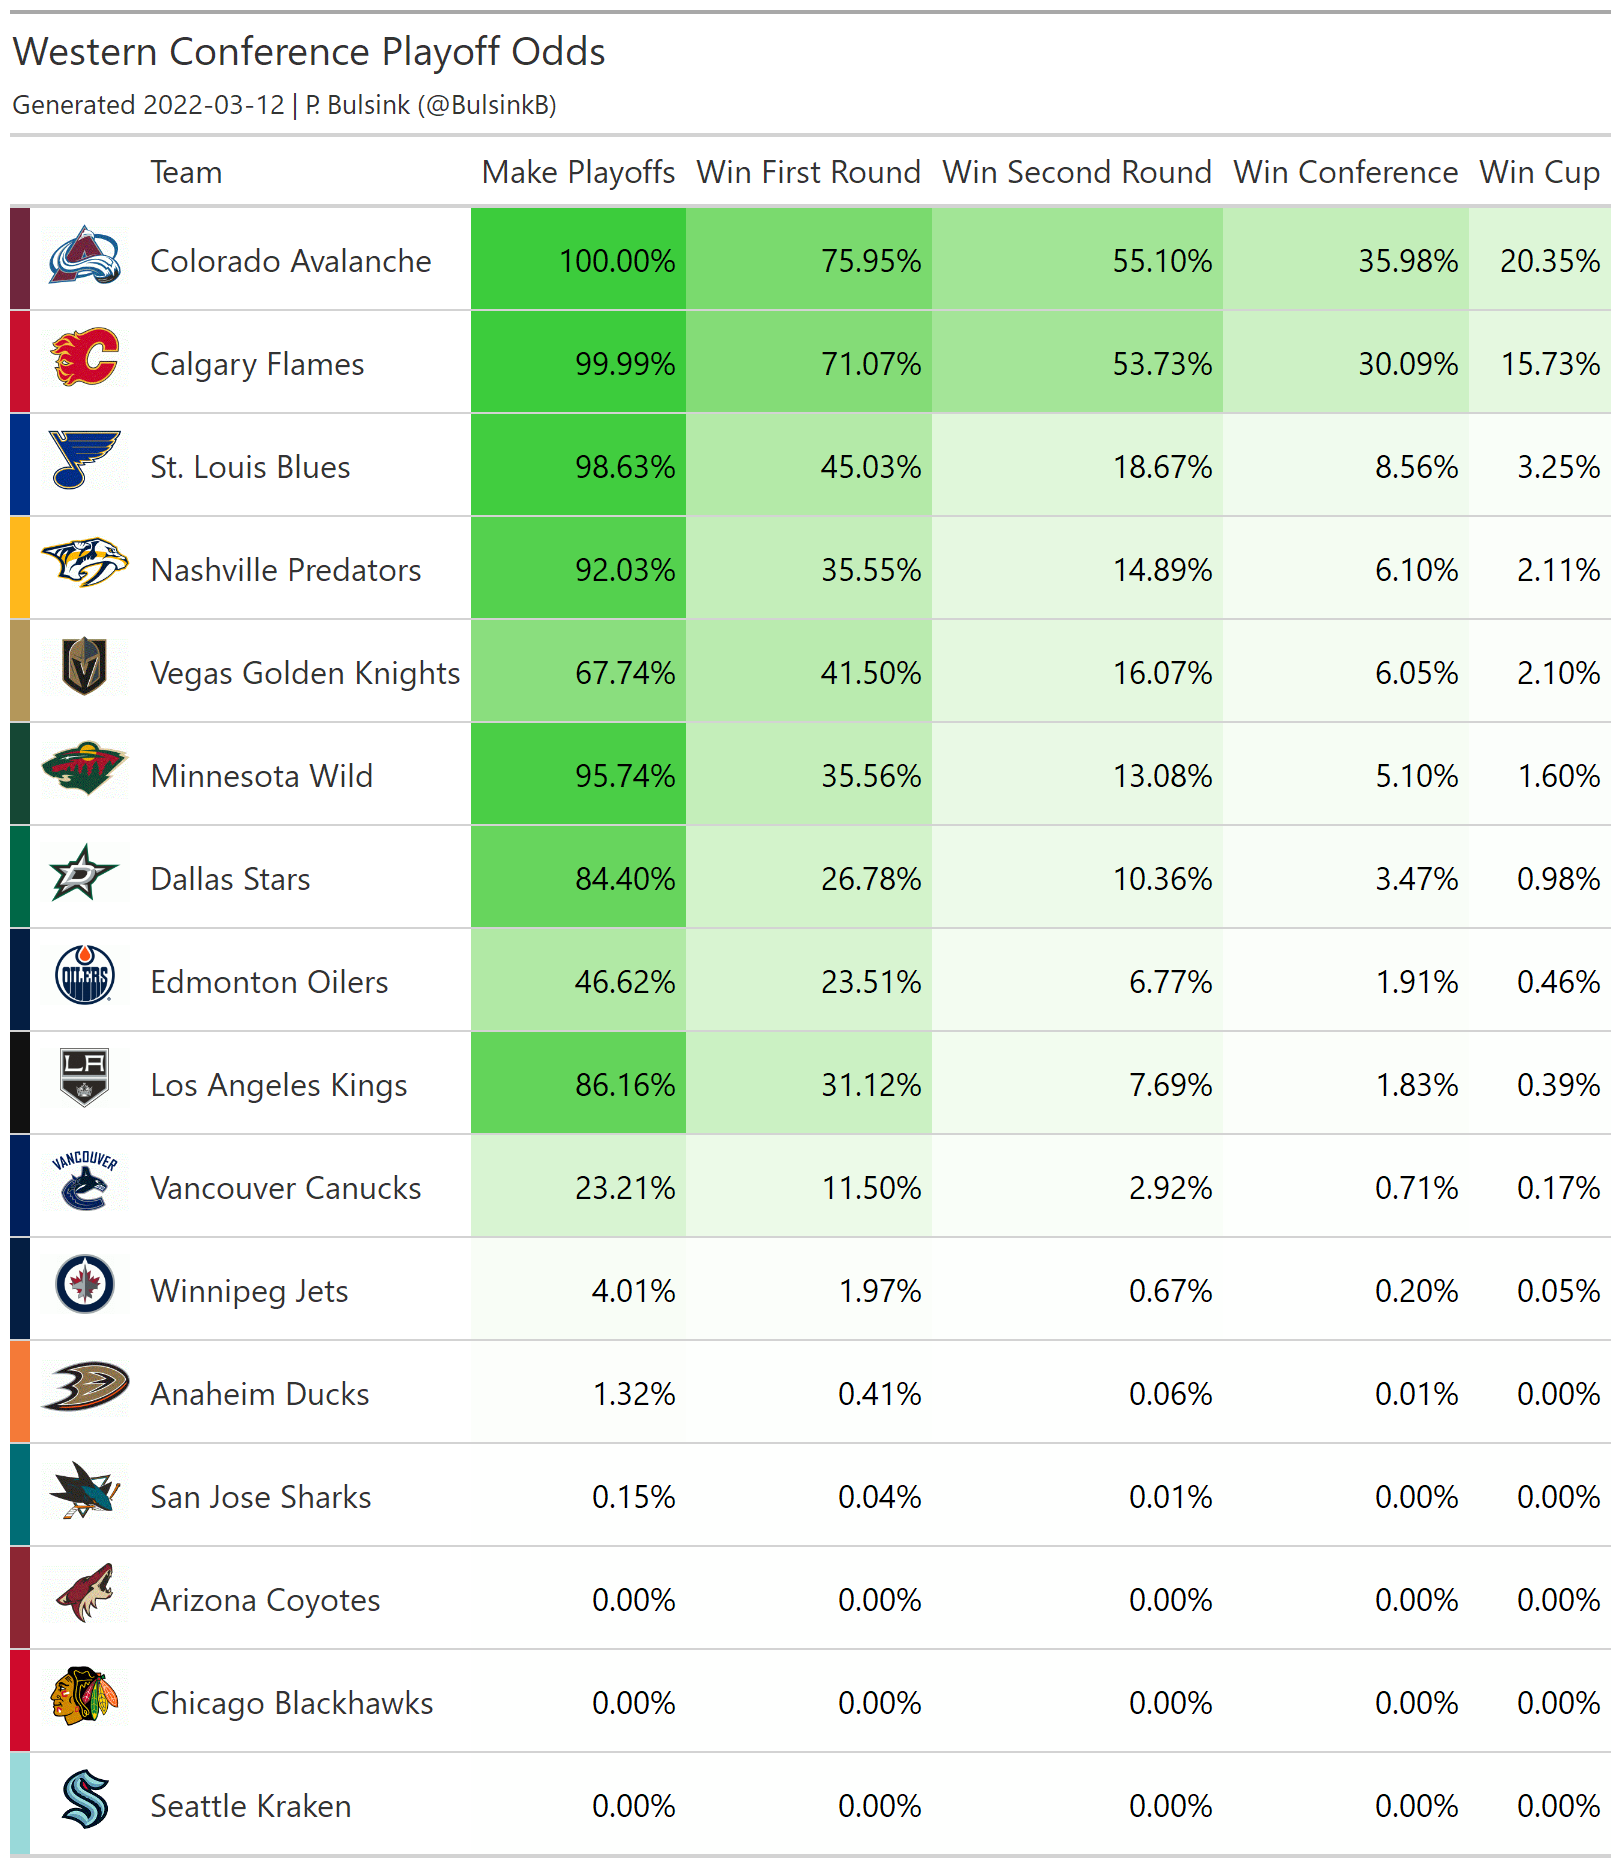 Western Conference Playoff Odds
Generated 2022-03-12 | P. Bulsink (@BulsinkB)
Team Make Playoffs Win First Round Win Second Round Win Conference Win Cup
Colorado Avalanche 100.00% 75.95% 55.10% 35.98% 20.35%
Calgary Flames 99.99% 71.07% 53.73% 30.09% 15.73%
St. Louis Blues 98.63% 45.03% 18.67% 8.56% 3.25%
Nashville Predators 92.03% 35.55% 14.89% 6.10% 2.11%
Vegas Golden Knights 67.74% 41.50% 16.07% 6.05% 2.10%
Minnesota Wild 95.74% 35.56% 13.08% 5.10% 1.60%
Dallas Stars 84.40% 26.78% 10.36% 3.47% 0.98%
OILERS Edmonton Oilers 46.62% 23.51% 6.77% 1.91% 0.46%
LA Los Angeles Kings 86.16% 31.12% 7.69% 1.83% 0.39%
VANCOUVER Vancouver Canucks 23.21% 11.50% 2.92% 0.71% 0.17%
Winnipeg Jets 4.01% 1.97% 0.67% 0.20% 0.05%
Anaheim Ducks 1.32% 0.41% 0.06% 0.01% 0.00%
San Jose Sharks 0.15% 0.04% 0.01% 0.00% 0.00%
Arizona Coyotes 0.00% 0.00% 0.00% 0.00% 0.00%
Chicago Blackhawks 0.00% 0.00% 0.00% 0.00% 0.00%
Seattle Kraken 0.00% 0.00% 0.00% 0.00% 0.00%